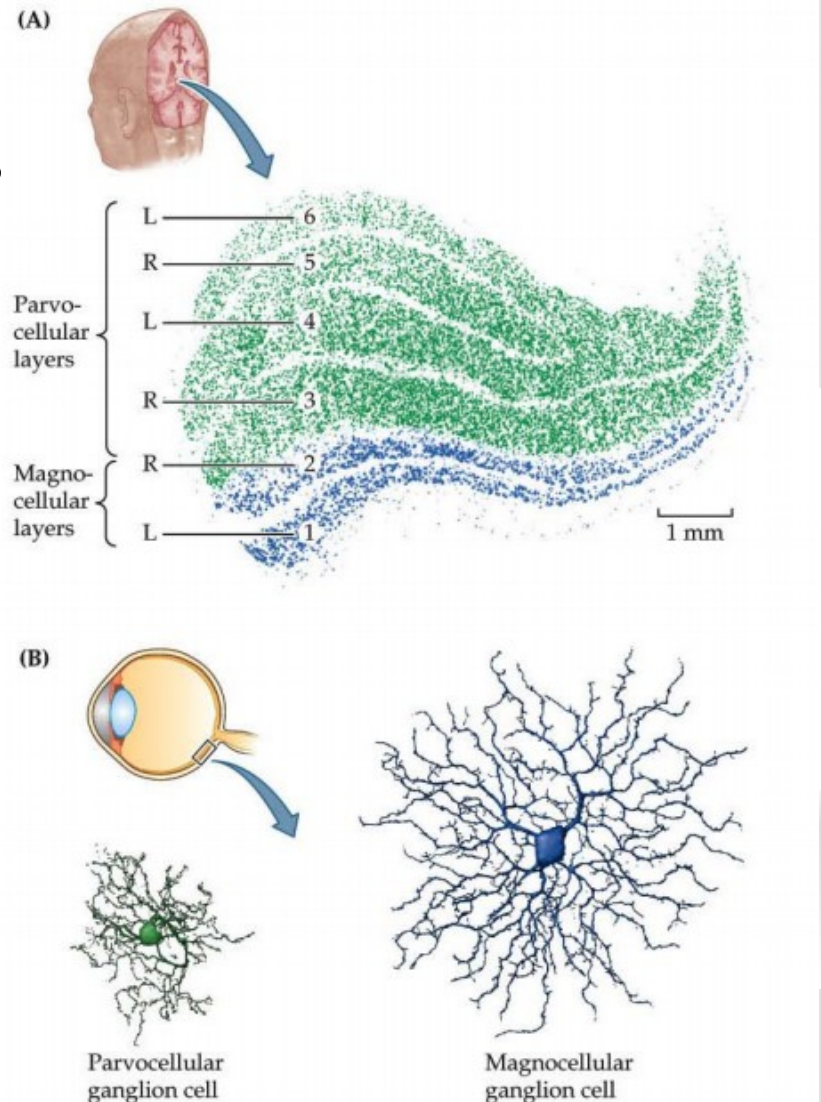 (A)
L 6
R 5
L 4
R 3
R 2
L 1
Parvo-
cellular
layers
Magno-
cellular
layers
1 mm
(B)
Parvocellular
ganglion cell
Magnocellular
ganglion cell